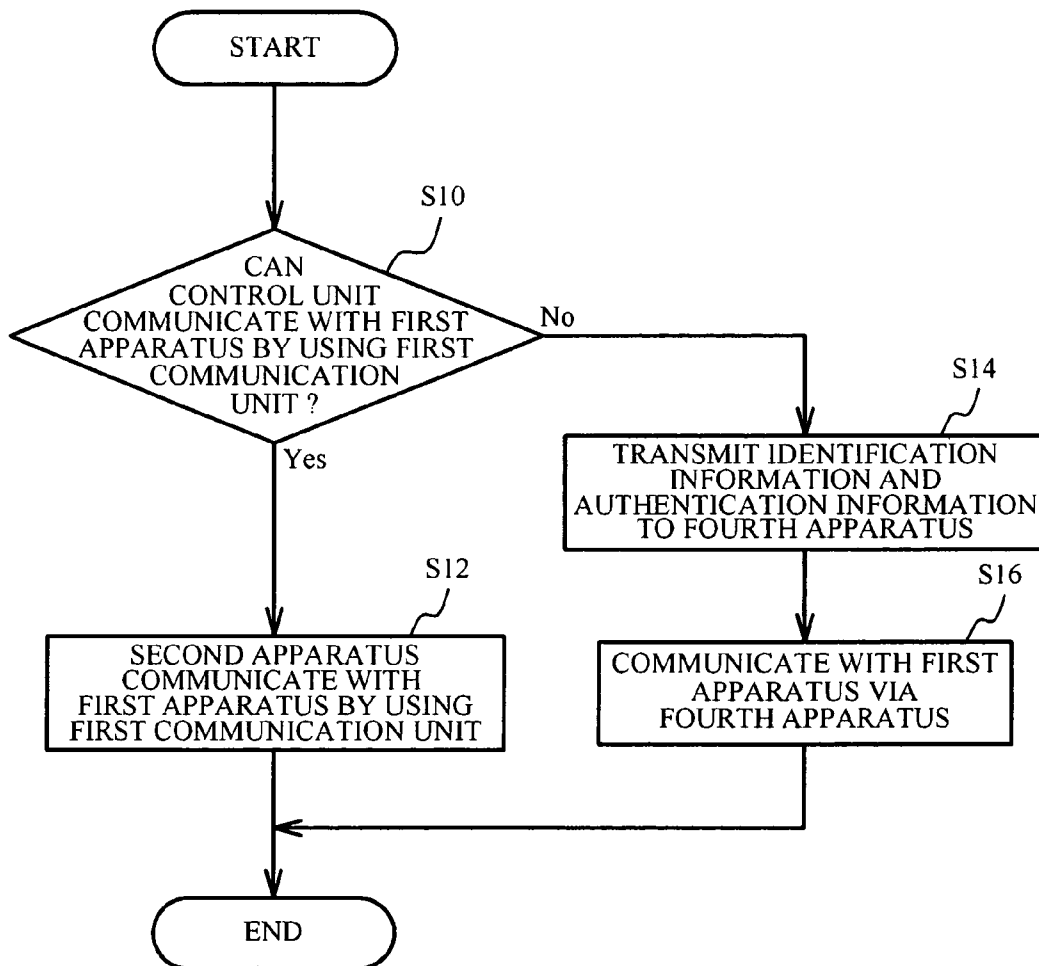 START
S10
CAN
CONTROL UNIT
COMMUNICATE WITH FIRST
APPARATUS BY USING FIRST
COMMUNICATION
UNIT ?
No
Yes
S14
TRANSMIT IDENTIFICATION
INFORMATION AND
AUTHENTICATION INFORMATION
TO FOURTH APPARATUS
S12
SECOND APPARATUS
COMMUNICATE WITH
FIRST APPARATUS BY USING
FIRST COMMUNICATION UNIT
S16
COMMUNICATE WITH FIRST
APPARATUS VIA
FOURTH APPARATUS
END